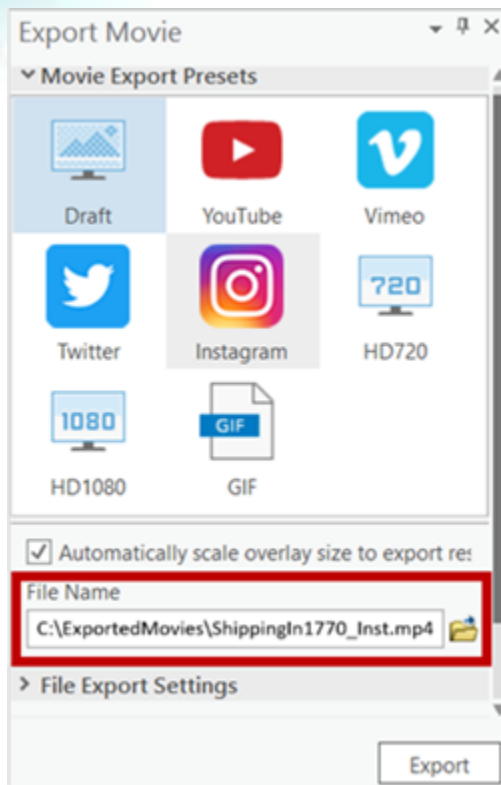 Export Movie
Movie Export Presets
Draft YouTube Vimeo
720
Twitter Instagram HD720
1080 GIF
HD1080 GIF
Automatically scale overlay size to export res
File Name
C:\ExportedMovies\ShippingIn1770_Inst.mp4
File Export Settings
Export